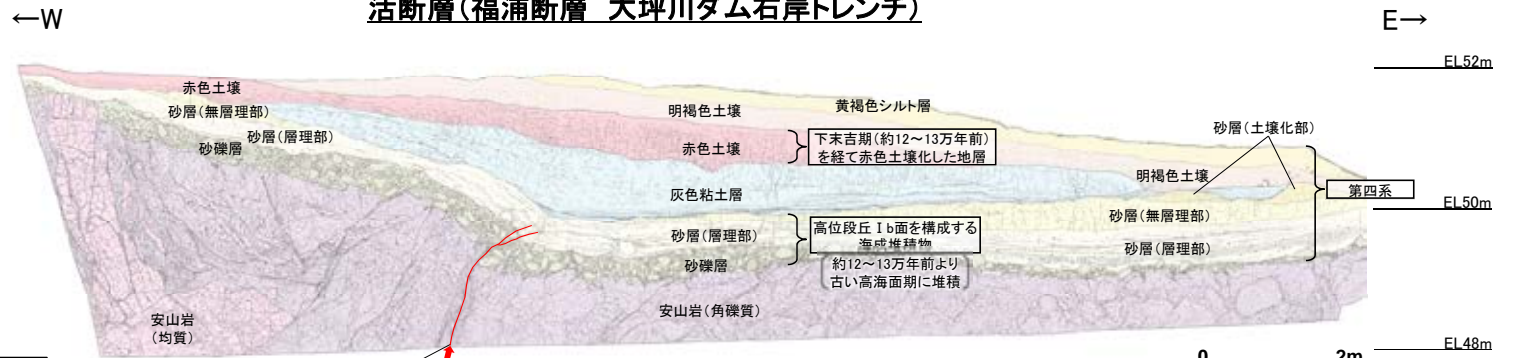 活断層(福浦断層 大坪川ダム右岸トレンチ)
←W
E→
EL52m
赤色土壌
砂層(無層理部)
砂層(層理部)
砂礫層
明褐色土壌
黄褐色シルト層
赤色土壌
下末吉期(約12～13万年前)
を経て赤色土壌化した地層
砂層(土壌化部)
明褐色土壌
第四系
灰色粘土層
EL50m
砂層(無層理部)
砂層(層理部)
高位段丘Ⅰb面を構成する
海成堆積物
砂層(層理部)
砂礫層
約12～13万年前より
古い高海面期に堆積
安山岩(角礫質)
安山岩
(均質)
0 2m
EL48m